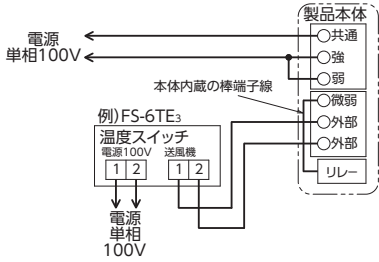 製品本体
電源
単相100V
共通
強
弱
本体内蔵の棒端子線
微弱
外部
外部
リレー
例)FS-6TE₃
温度スイッチ
電源100V 送風機
1 2 1 2
電源
単相
100V